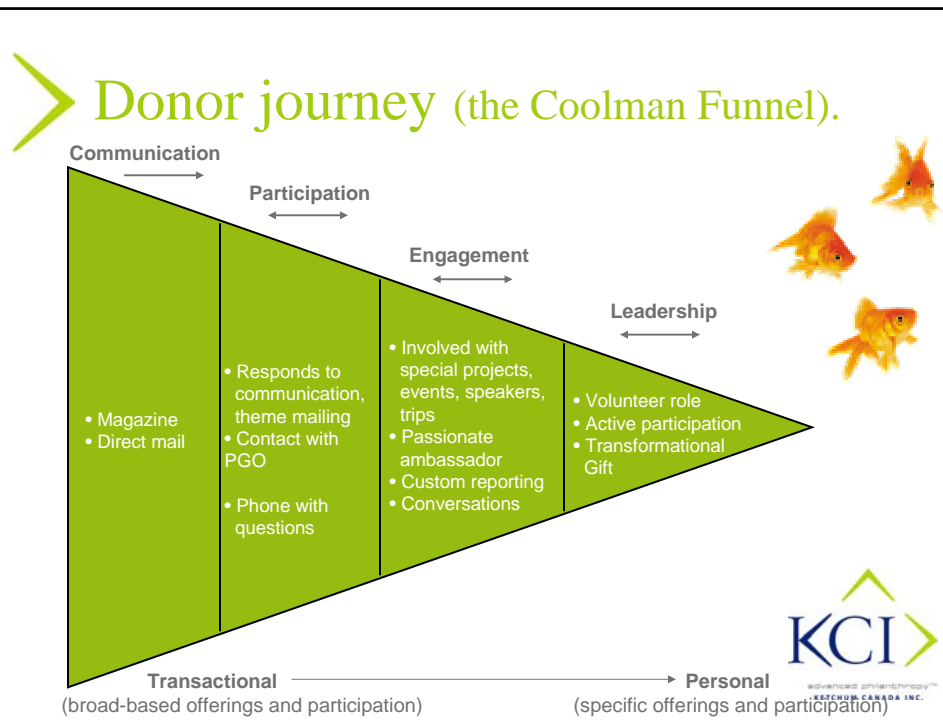 Donor journey (the Coolman Funnel).
Communication
Participation
Engagement
Leadership
• Magazine
• Direct mail
• Responds to
communication,
theme mailing
• Contact with
PGO
• Phone with
questions
• Involved with
special projects,
events, speakers,
trips
• Passionate
ambassador
• Custom reporting
• Conversations
• Volunteer role
• Active participation
• Transformational
Gift
KCI
advanced philanthropy™
KETCHUM CANADA INC.
Transactional
Personal
(broad-based offerings and participation)
(specific offerings and participation)